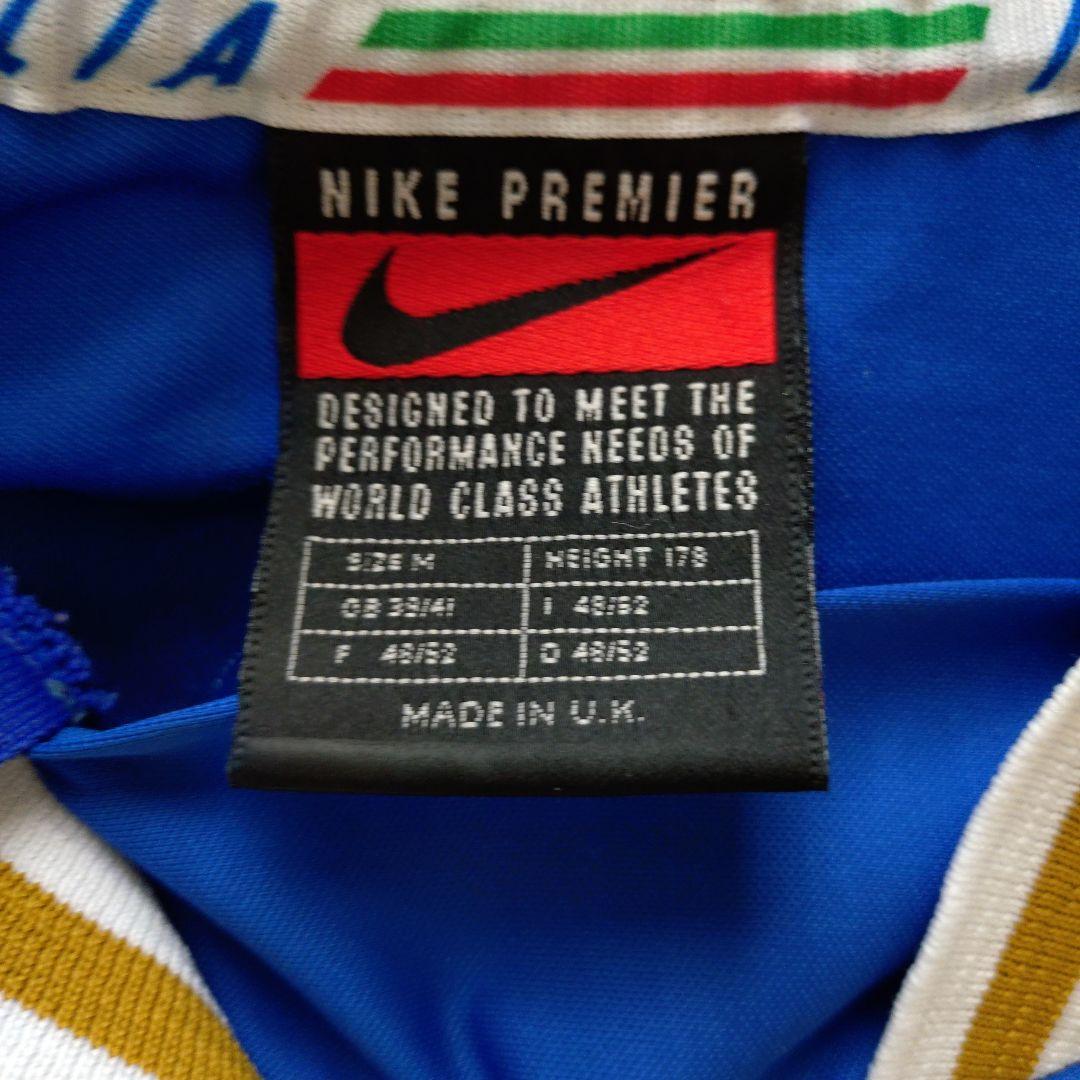 LIA
NIKE PREMIER
DESIGNED TO MEET THE
PERFORMANCE NEEDS OF
WORLD CLASS ATHLETES
SIZE M HEIGHT 178
GB 39/41 I 48/52
F 48/52 D 48/52
MADE IN U.K.